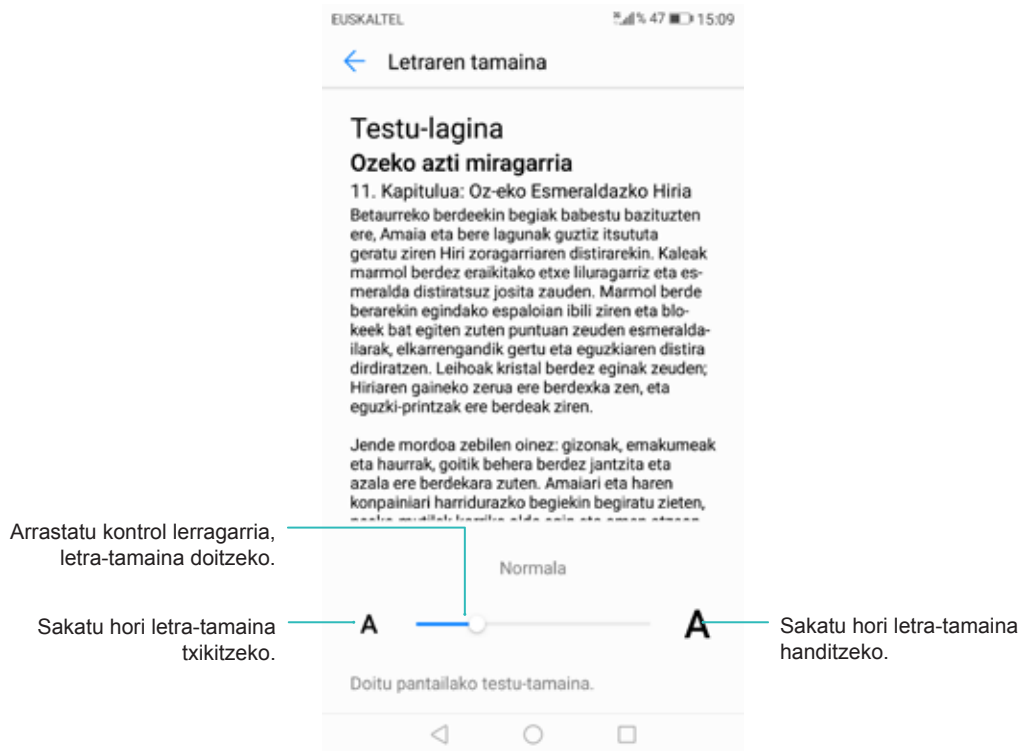 EUSKALTEL
% 47 15:09
Letraren tamaina
Testu-lagina
Ozeko azti miragarria
11. Kapitulua: Oz-eko Esmeraldazko Hiria
Betaurreko berdeekin begiak babestu bazituzten
ere, Amaia eta bere lagunak guztiz itsututa
geratu ziren Hiri zoragarriaren distirarekin. Kaleak
marmol berdez eraikitako etxe liluragarriz eta es-
meralda distiratsuz josita zauden. Marmol berde
berarekin egindako espaloian ibili ziren eta blo-
keek bat egiten zuten puntuan zeuden esmeralda-
ilarak, elkarrengandik gertu eta eguzkiaren distira
dirdiratzen. Leihoak kristal berdez eginak zeuden;
Hiriaren gaineko zerua ere berdexka zen, eta
eguzki-printzak ere berdeak ziren.
Jende mordoa zebilen oinez: gizonak, emakumeak
eta haurrak, goitik behera berdez jantzita eta
azala ere berdekara zuten. Amaiari eta haren
konpainiari harridurazko begiekin begiratu zieten,
Arrastatu kontrol lerragarria,
letra-tamaina doitzeko.
Normala
Sakatu hori letra-tamaina
txikitzeko.
A
A
Sakatu hori letra-tamaina
handitzeko.
Doitu pantailako testu-tamaina.